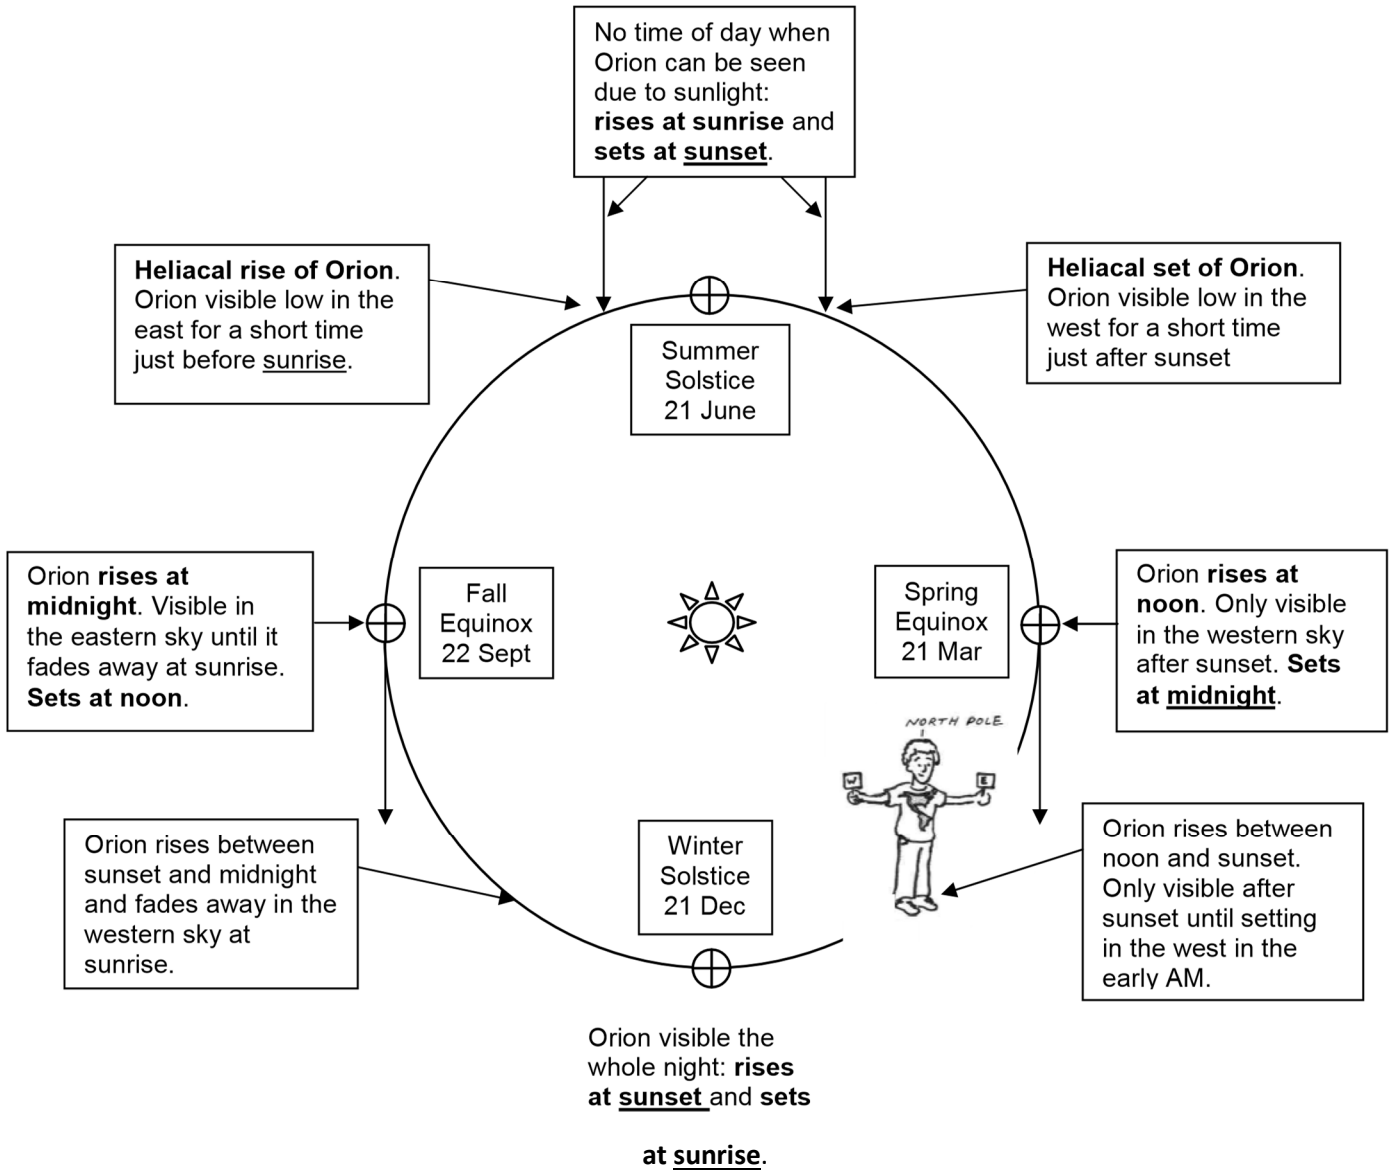 No time of day when
Orion can be seen
due to sunlight:
rises at sunrise and
sets at sunset.
Heliacal rise of Orion.
Orion visible low in the
east for a short time
just before sunrise.
Heliacal set of Orion.
Orion visible low in the
west for a short time
just after sunset
Summer
Solstice
21 June
Orion rises at
midnight. Visible in
the eastern sky until it
fades away at sunrise.
Sets at noon.
Fall
Equinox
22 Sept
Spring
Equinox
21 Mar
Orion rises at
noon. Only visible
in the western sky
after sunset. Sets
at midnight.
NORTH POLE
W
E
Orion rises between
sunset and midnight
and fades away in the
western sky at
sunrise.
Winter
Solstice
21 Dec
Orion rises between
noon and sunset.
Only visible after
sunset until setting
in the west in the
early AM.
Orion visible the
whole night: rises
at sunset and sets
at sunrise.